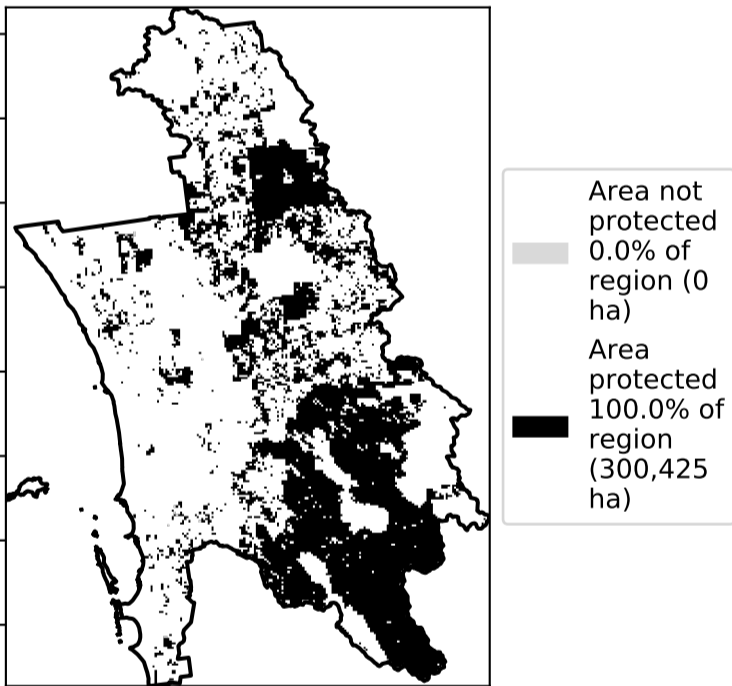 Area not
protected
0.0% of
region (0
ha)
Area
protected
100.0% of
region
(300,425
ha)